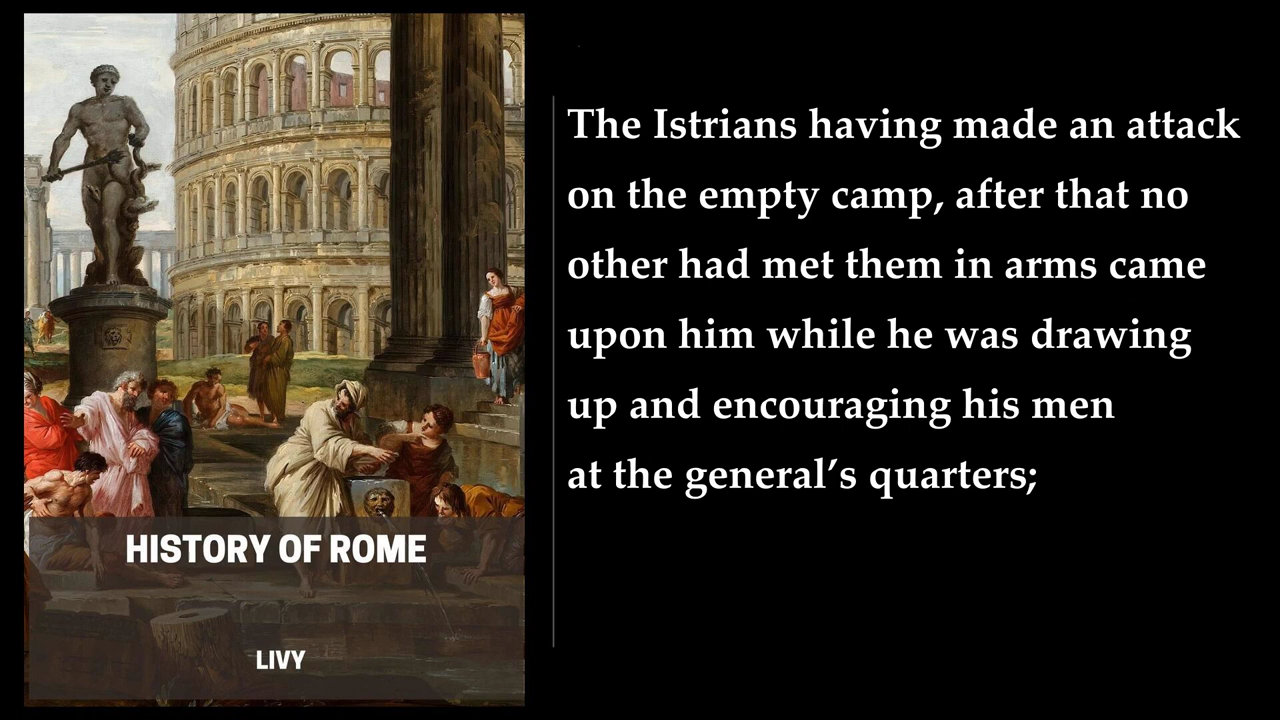 The Istrians having made an attack
on the empty camp, after that no
other had met them in arms came
upon him while he was drawing
up and encouraging his men
at the general’s quarters;
HISTORY OF ROME
LIVY